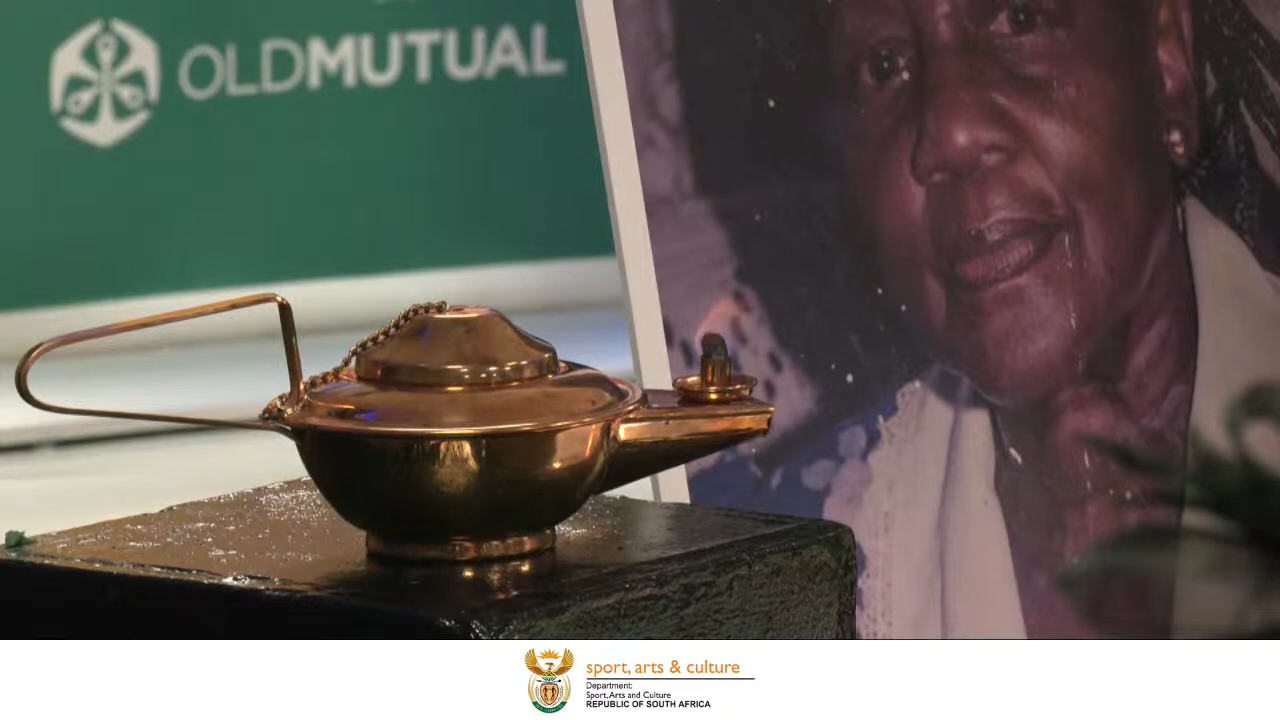 OLDMUTUAL
sport, arts & culture
Department:
Sport, Arts and Culture
REPUBLIC OF SOUTH AFRICA